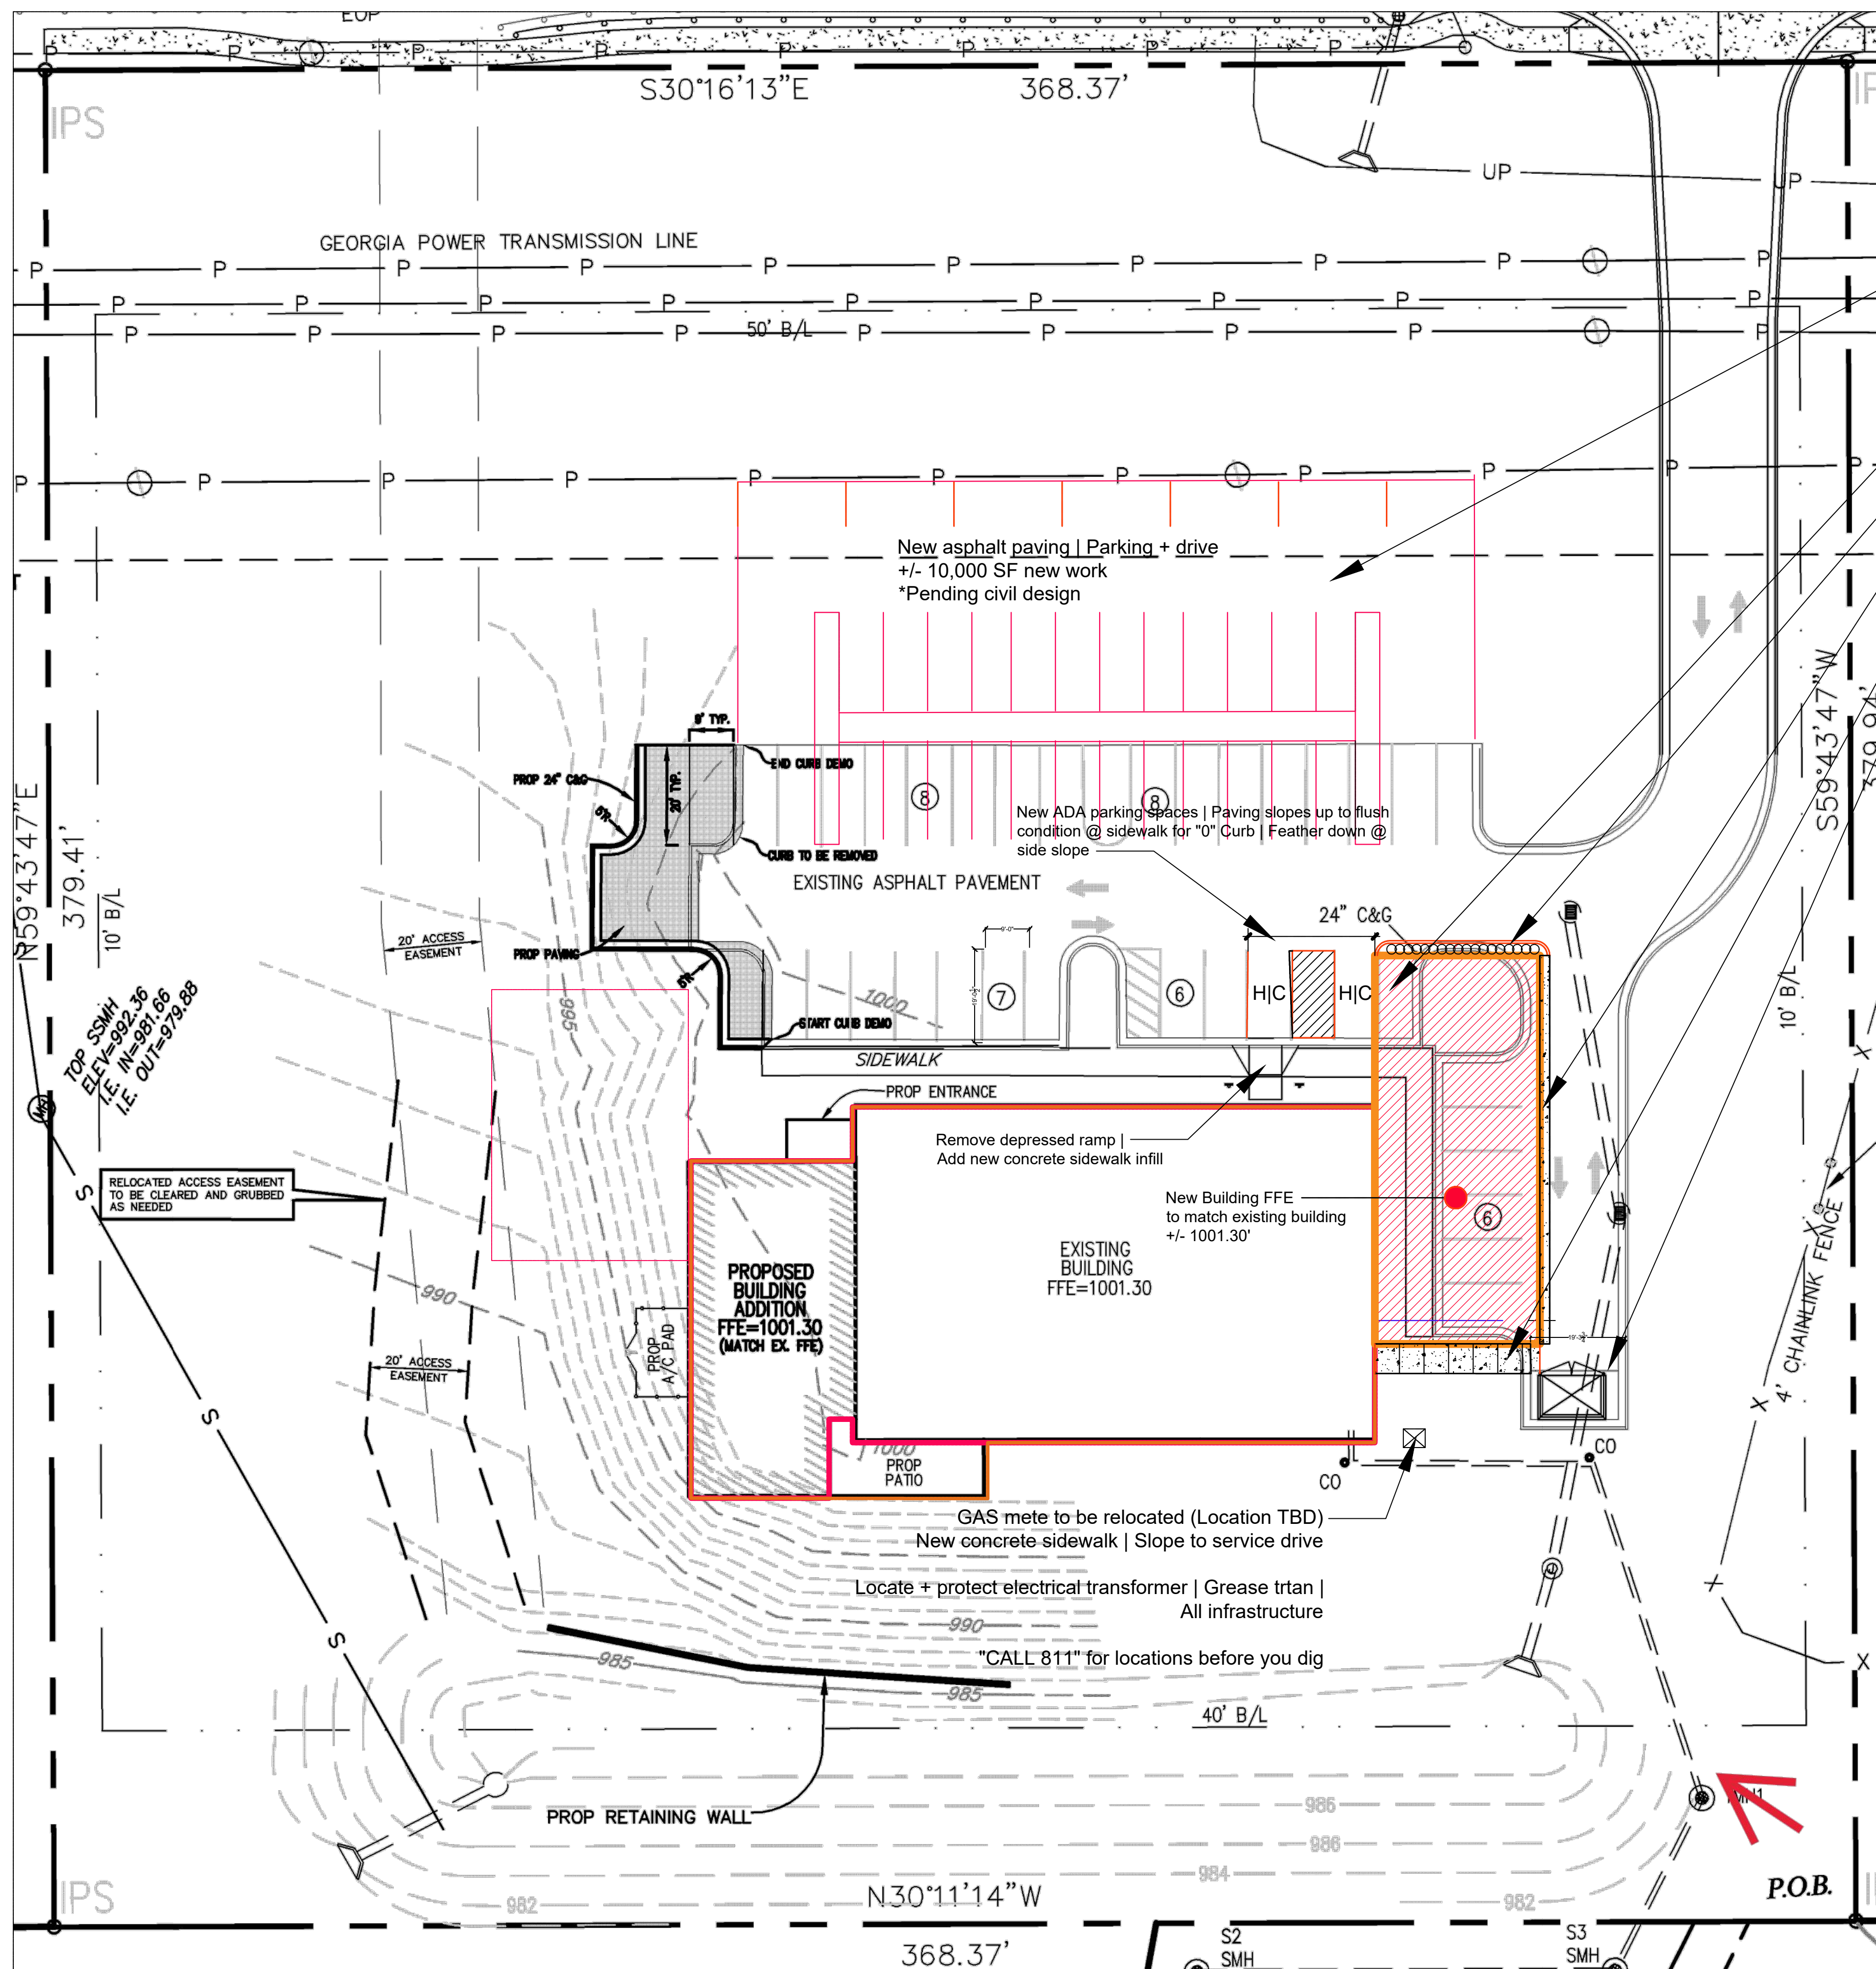 EOP
P P P P P P P P
S30°16'13"E 368.37'
IPS
UP
UP
GEORGIA POWER TRANSMISSION LINE
P P P P P P P P P P
P P P P P P P P P P
P P P P 50' B/L P P P P P P
P P P P P P P P P P P
New asphalt paving | Parking + drive
+/- 10,000 SF new work
*Pending civil design
S59°43'47"W
379.94'
N59°43'47"E
379.41'
10' B/L
9' TYP.
20' TYP.
END CURB DEMO
PROP 24" C&G
5'R
8
8
New ADA parking spaces | Paving slopes up to flush
condition @ sidewalk for "0" Curb | Feather down @
side slope
CURB TO BE REMOVED
EXISTING ASPHALT PAVEMENT
24" C&G
20' ACCESS
EASEMENT
PROP PAVING
5'R
9'-0"
7
6
H|C
H|C
10' B/L
1000
995
START CURB DEMO
SIDEWALK
TOP SSMH
ELEV=992.36
I.E. IN=981.66
I.E. OUT=979.88
MH
PROP ENTRANCE
Remove depressed ramp |
Add new concrete sidewalk infill
RELOCATED ACCESS EASEMENT
TO BE CLEARED AND GRUBBED
AS NEEDED
New Building FFE
to match existing building
+/- 1001.30'
6
EXISTING
BUILDING
FFE=1001.30
PROPOSED
BUILDING
ADDITION
FFE=1001.30
(MATCH EX. FFE)
990
PROP
A/C PAD
4' CHAINLINK FENCE
X X X X X
20' ACCESS
EASEMENT
S S S S
1000
PROP
PATIO
CO
CO
GAS mete to be relocated (Location TBD)
New concrete sidewalk | Slope to service drive
Locate + protect electrical transformer | Grease trtan |
All infrastructure
990
985
"CALL 811" for locations before you dig
985
40' B/L
PROP RETAINING WALL
986
986
984
982
982
P.O.B.
IPS
N30°11'14"W
368.37'
S2
SMH
S3
SMH